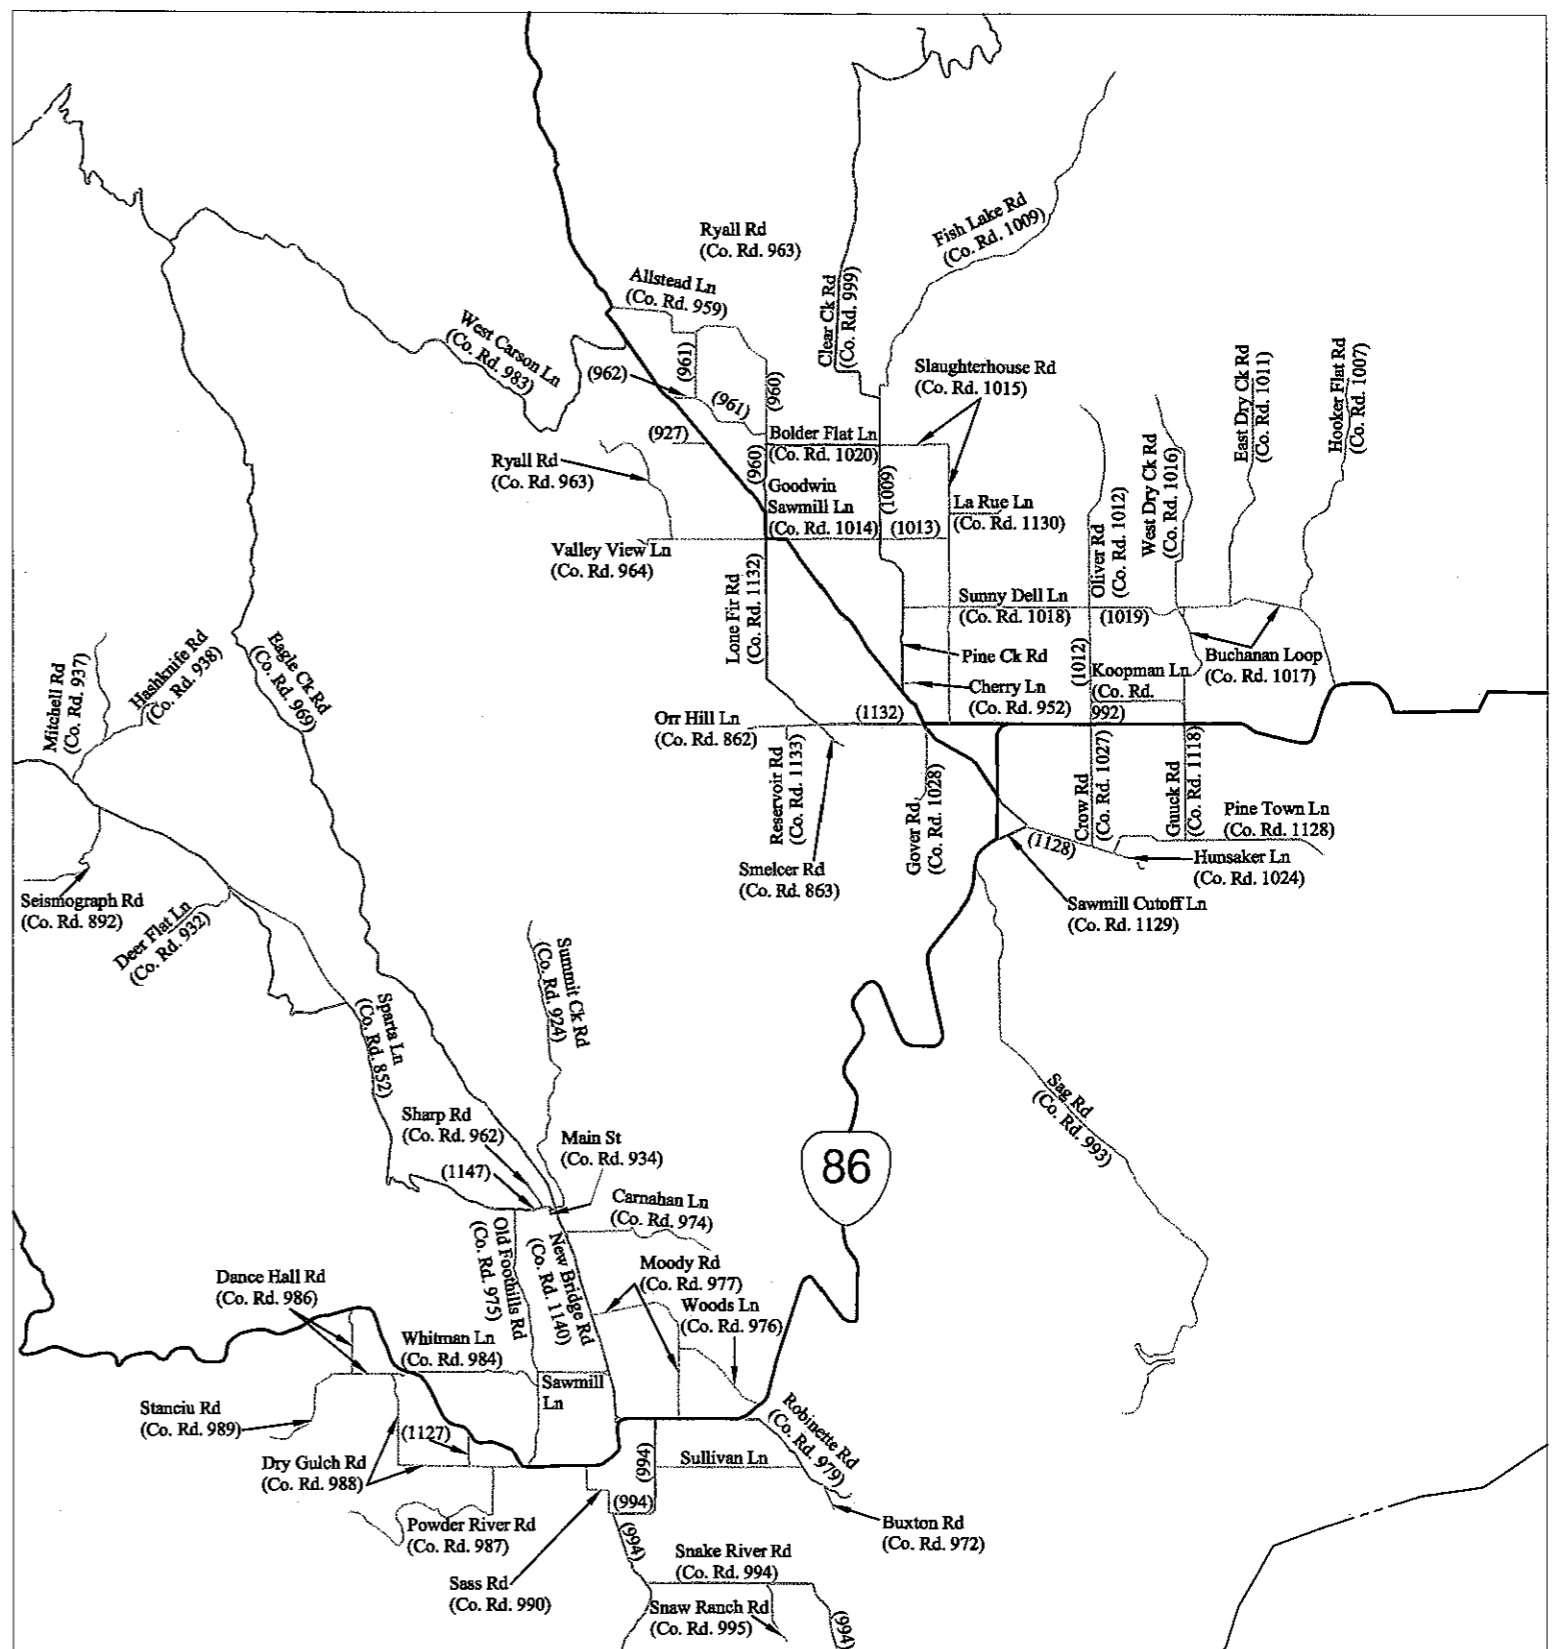 Ryall Rd
(Co. Rd. 963)
Allstead Ln
(Co. Rd. 959)
Fish Lake Rd
(Co. Rd. 1009)
Clear Ck Rd
(Co. Rd. 999)
West Carson Ln
(Co. Rd. 983)
(962)
(961)
(961)
(960)
Slaughterhouse Rd
(Co. Rd. 1015)
East Dry Ck Rd
(Co. Rd. 1011)
Hooker Flat Rd
(Co. Rd. 1007)
(927)
Bolder Flat Ln
(Co. Rd. 1020)
(960)
Ryall Rd
(Co. Rd. 963)
Goodwin
Sawmill Ln
(Co. Rd. 1014)
(1009)
(1013)
La Rue Ln
(Co. Rd. 1130)
Oliver Rd
(Co. Rd. 1012)
West Dry Ck Rd
(Co. Rd. 1016)
Valley View Ln
(Co. Rd. 964)
Lone Fir Rd
(Co. Rd. 1132)
Sunny Dell Ln
(Co. Rd. 1018)
(1019)
Pine Ck Rd
(1012)
Koopman Ln
(Co. Rd.
992)
Buchanan Loop
(Co. Rd. 1017)
Cherry Ln
(Co. Rd. 952)
Mitchell Rd
(Co. Rd. 937)
Hashknife Rd
(Co. Rd. 938)
Eagle Ck Rd
(Co. Rd. 969)
Orr Hill Ln
(Co. Rd. 862)
(1132)
Reservoir Rd
(Co. Rd. 1133)
Gover Rd
(Co. Rd. 1028)
Crow Rd
(Co. Rd. 1027)
Guuck Rd
(Co. Rd. 1118)
Pine Town Ln
(Co. Rd. 1128)
(1128)
Hunsaker Ln
(Co. Rd. 1024)
Smelcer Rd
(Co. Rd. 863)
Sawmill Cutoff Ln
(Co. Rd. 1129)
Seismograph Rd
(Co. Rd. 892)
Deer Flat Ln
(Co. Rd. 932)
Summit Ck Rd
(Co. Rd. 924)
Sparta Ln
(Co. Rd. 852)
Sag Rd
(Co. Rd. 993)
Sharp Rd
(Co. Rd. 962)
Main St
(Co. Rd. 934)
(1147)
86
Carnahan Ln
(Co. Rd. 974)
Old Foothills Rd
(Co. Rd. 975)
New Bridge Rd
(Co. Rd. 1140)
Moody Rd
(Co. Rd. 977)
Dance Hall Rd
(Co. Rd. 986)
Woods Ln
(Co. Rd. 976)
Whitman Ln
(Co. Rd. 984)
Sawmill
Ln
Stanciu Rd
(Co. Rd. 989)
(1127)
Robinette Rd
(Co. Rd. 979)
Dry Gulch Rd
(Co. Rd. 988)
(994)
Sullivan Ln
(994)
Powder River Rd
(Co. Rd. 987)
Buxton Rd
(Co. Rd. 972)
(994)
Snake River Rd
(Co. Rd. 994)
Sass Rd
(Co. Rd. 990)
Snaw Ranch Rd
(Co. Rd. 995)
(994)